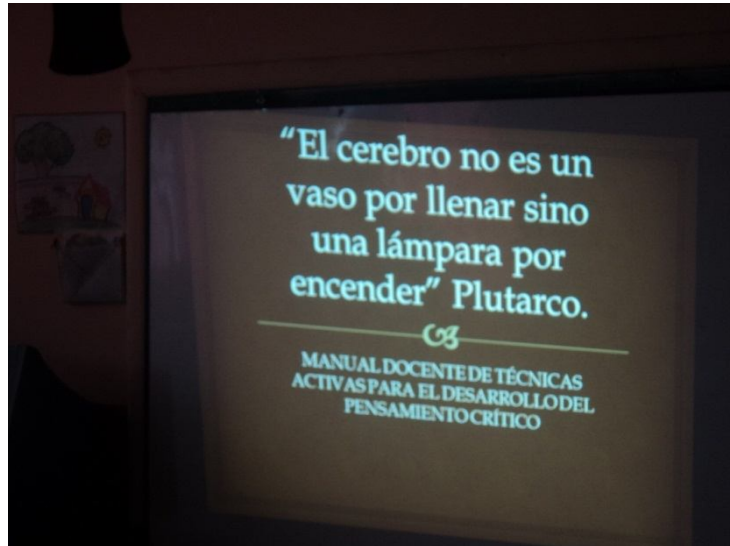 “El cerebro no es un
vaso por llenar sino
una lámpara por
encender” Plutarco.
MANUAL DOCENTE DE TÉCNICAS
ACTIVAS PARA EL DESARROLLO DEL
PENSAMIENTO CRÍTICO